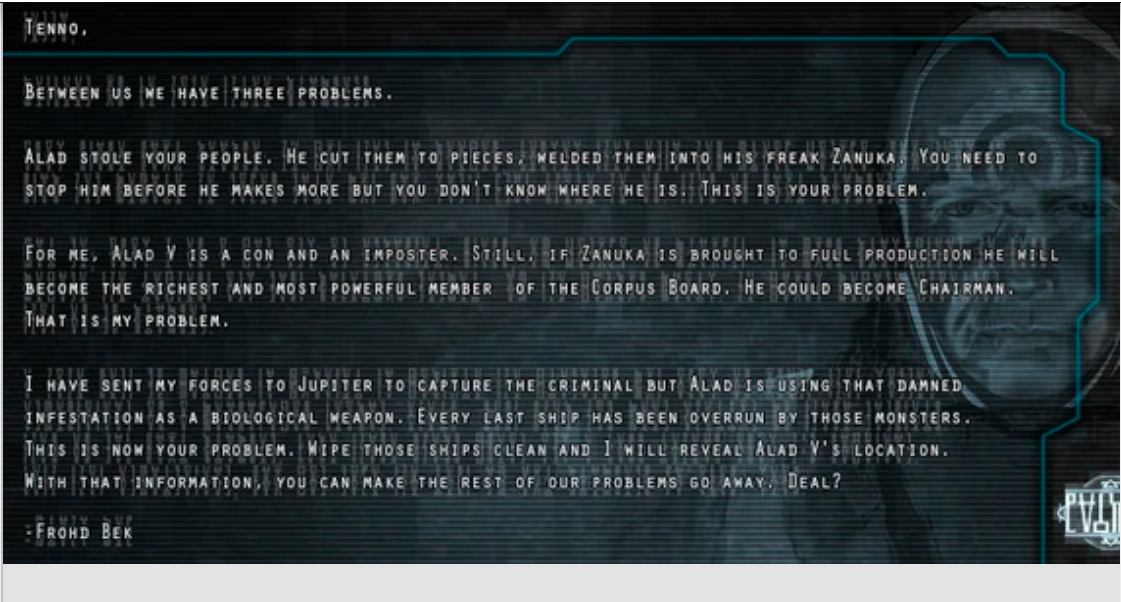 Tenno,
Between us we have three problems.
Alad stole your people. He cut them to pieces, welded them into his freak Zanuka. You need to
stop him before he makes more but you don't know where he is. This is your problem.
For me, Alad V is a con and an imposter. Still, if Zanuka is brought to full production he will
become the richest and most powerful member of the Corpus Board. He could become Chairman.
That is my problem.
I have sent my forces to Jupiter to capture the criminal but Alad is using that damned
infestation as a biological weapon. Every last ship has been overrun by those monsters.
This is now your problem. Wipe those ships clean and I will reveal Alad V's location.
With that information, you can make the rest of our problems go away. Deal?
-Frohd Bek